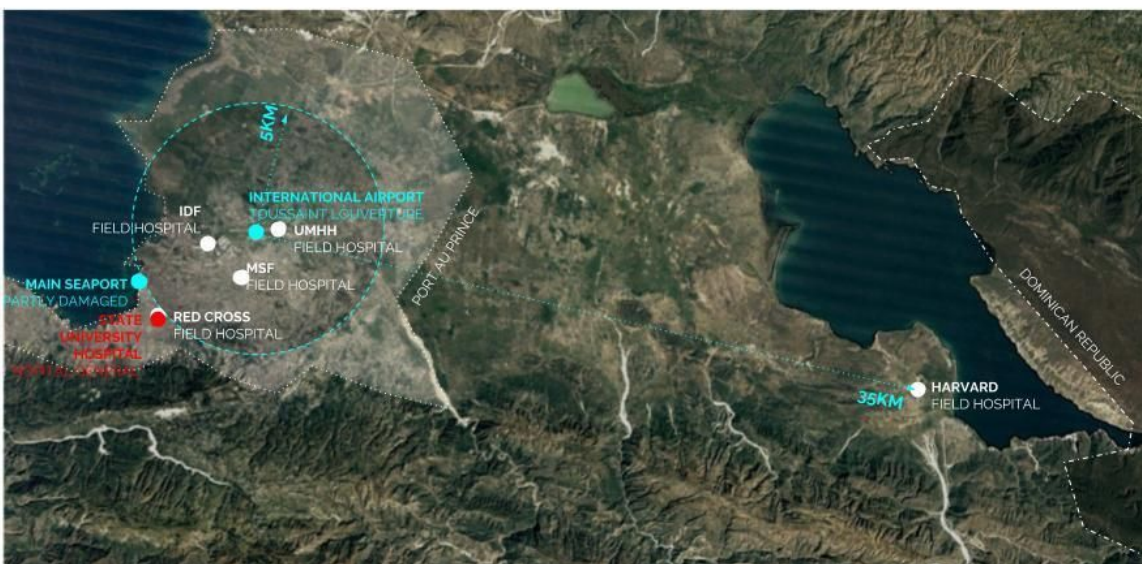 5KM
INTERNATIONAL AIRPORT
TOUSSAINT LOUVERTURE
IDF
FIELD HOSPITAL
UMHH
FIELD HOSPITAL
MSF
FIELD HOSPITAL
PORT AU PRINCE
MAIN SEAPORT
PARTLY DAMAGED
RED CROSS
FIELD HOSPITAL
STATE
UNIVERSITY
HOSPITAL
DOMINICAN REPUBLIC
35KM
HARVARD
FIELD HOSPITAL